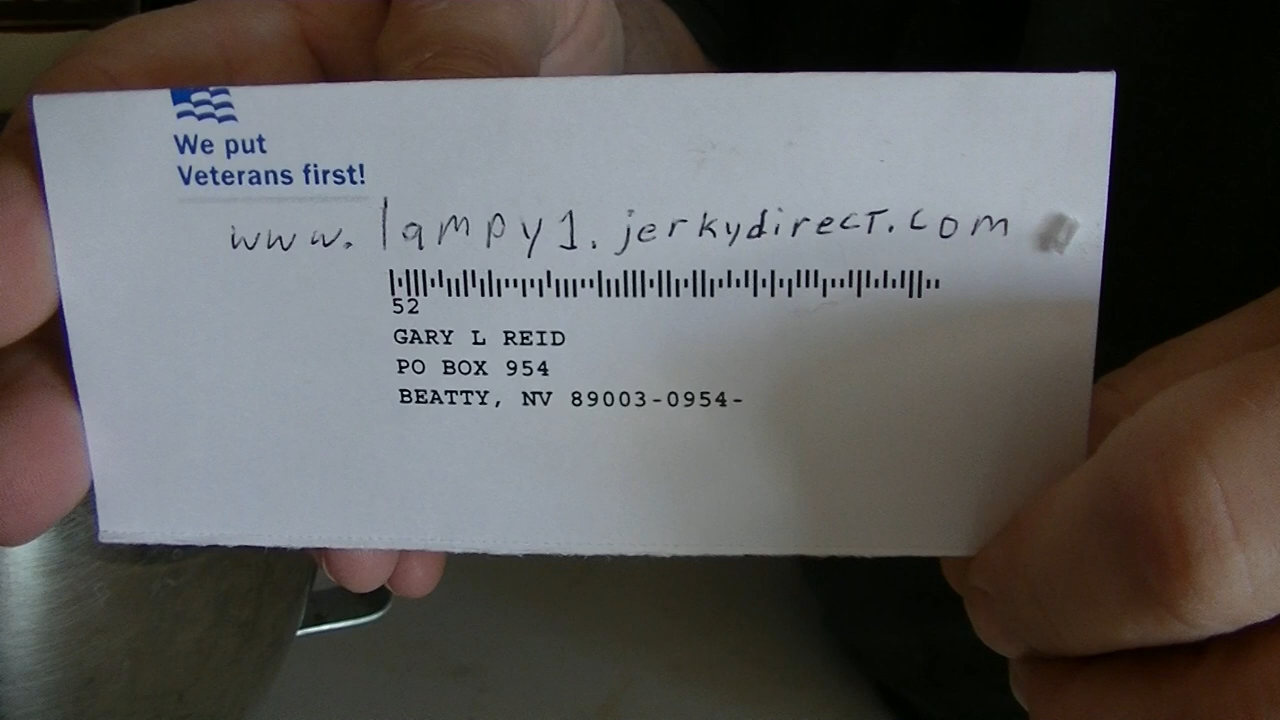 We put
Veterans first!
www.lampy1.jerkydirect.com
52
GARY L REID
PO BOX 954
BEATTY, NV 89003-0954-